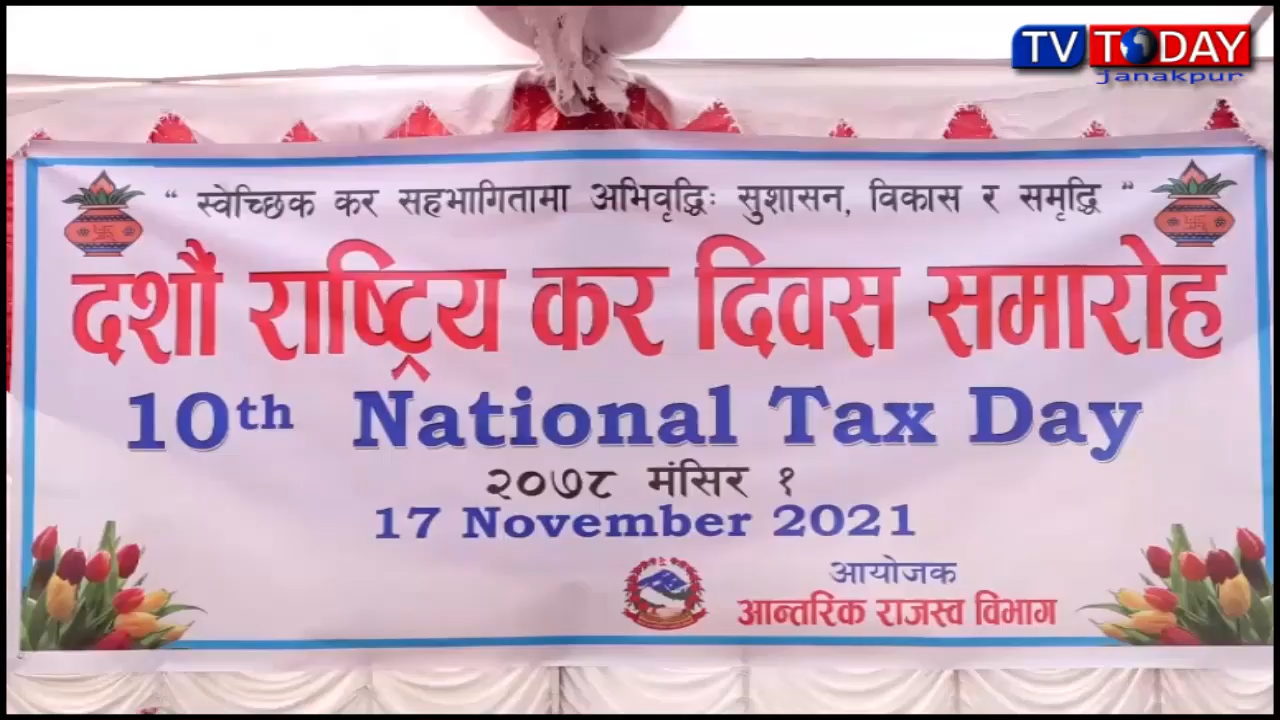 TV TODAY
Janakpur
“ स्वेच्छिक कर सहभागितामा अभिवृद्धिः सुशासन, विकास र समृद्धि ”
दशौं राष्ट्रिय कर दिवस समारोह
10th National Tax Day
२०७८ मंसिर १
17 November 2021
आयोजक
आन्तरिक राजस्व विभाग